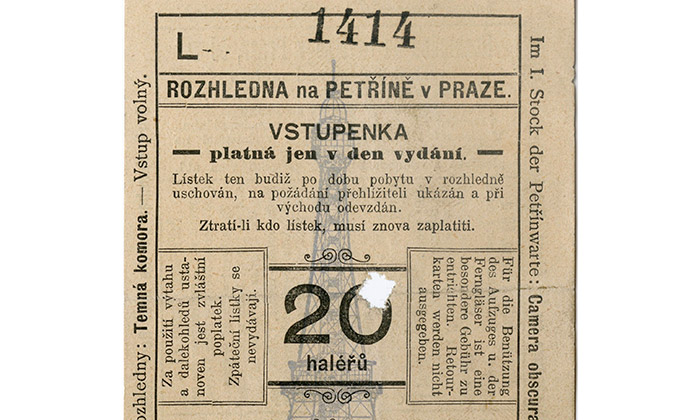 L
1414
ROZHLEDNA na PETŘÍNĚ v PRAZE.
VSTUPENKA
— platná jen v den vydání. —
Lístek ten budiž po dobu pobytu v rozhledně
uschován, na požádání přehlížiteli ukázán a při
východu odevzdán.
Ztratí-li kdo lístek, musí znova zaplatiti.
Za použití výtahu
a dalekohledů usta-
noven jest zvláštní
poplatek.
Zpáteční lístky se
nevydávají.
20
haléřů
Für die Benützung
des Aufzuges u. der
Ferngläser ist eine
besondere Gebühr zu
entrichten. Retour-
karten werden nicht
ausgegeben.
Temná komora. — Vstup volný.
Im I. Stock der Petřínwarte: Camera obscura